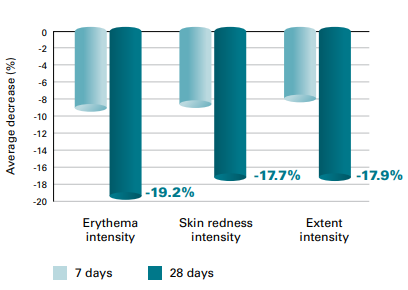 Average decrease (%)
0
-2
-4
-6
-8
-10
-12
-14
-16
-18
-20
-19.2%
-17.7%
-17.9%
Erythema
intensity
Skin redness
intensity
Extent
intensity
7 days
28 days